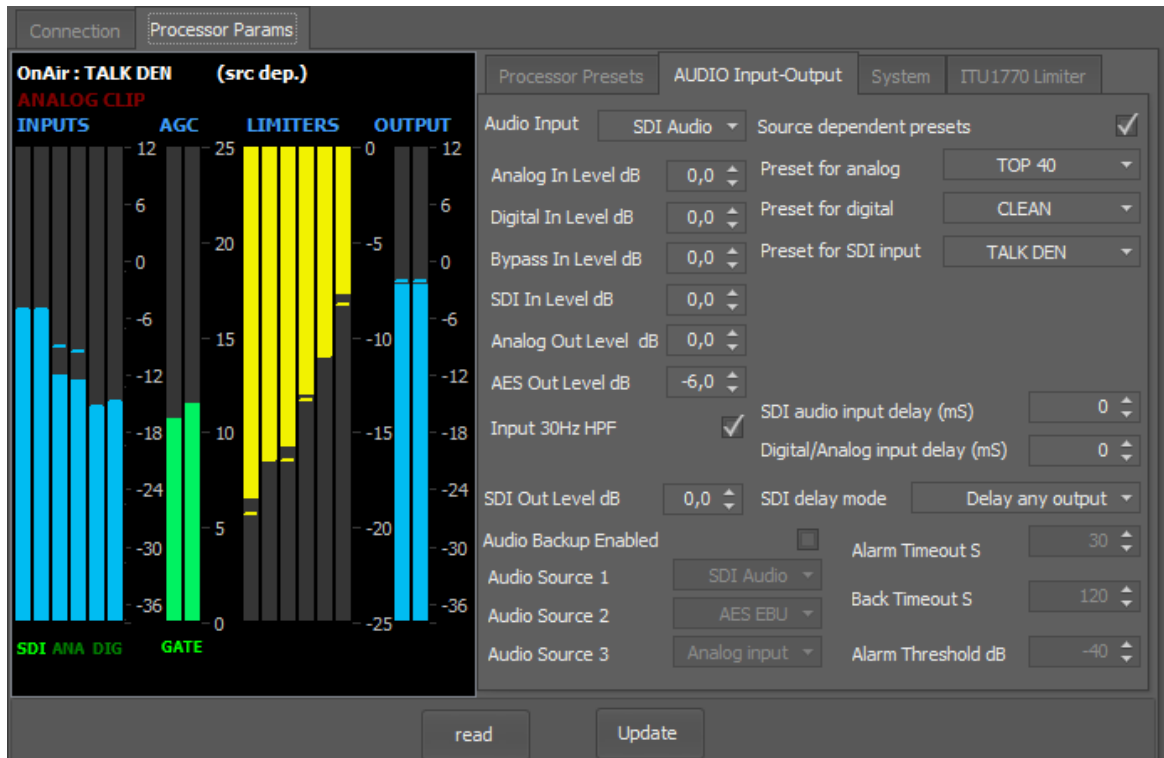 Connection Processor Params
OnAir : TALK DEN (src dep.)
ANALOG CLIP
INPUTS AGC LIMITERS OUTPUT
12 25 0 12
6 6
20 -5
0 0
-6 -6
15 -10
-12 -12
-18 10 -15 -18
-24 -24
5 -20
-30 -30
-36 -36
0 -25
SDI ANA DIG GATE
Processor Presets AUDIO Input-Output System ITU1770 Limiter
Audio Input SDI Audio Source dependent presets
Analog In Level dB 0,0 Preset for analog TOP 40
Digital In Level dB 0,0 Preset for digital CLEAN
Bypass In Level dB 0,0 Preset for SDI input TALK DEN
SDI In Level dB 0,0
Analog Out Level dB 0,0
AES Out Level dB -6,0
SDI audio input delay (mS) 0
Input 30Hz HPF
Digital/Analog input delay (mS) 0
SDI Out Level dB 0,0 SDI delay mode Delay any output
Audio Backup Enabled Alarm Timeout S 30
Audio Source 1 SDI Audio
Back Timeout S 120
Audio Source 2 AES EBU
Audio Source 3 Analog input Alarm Threshold dB -40
read Update